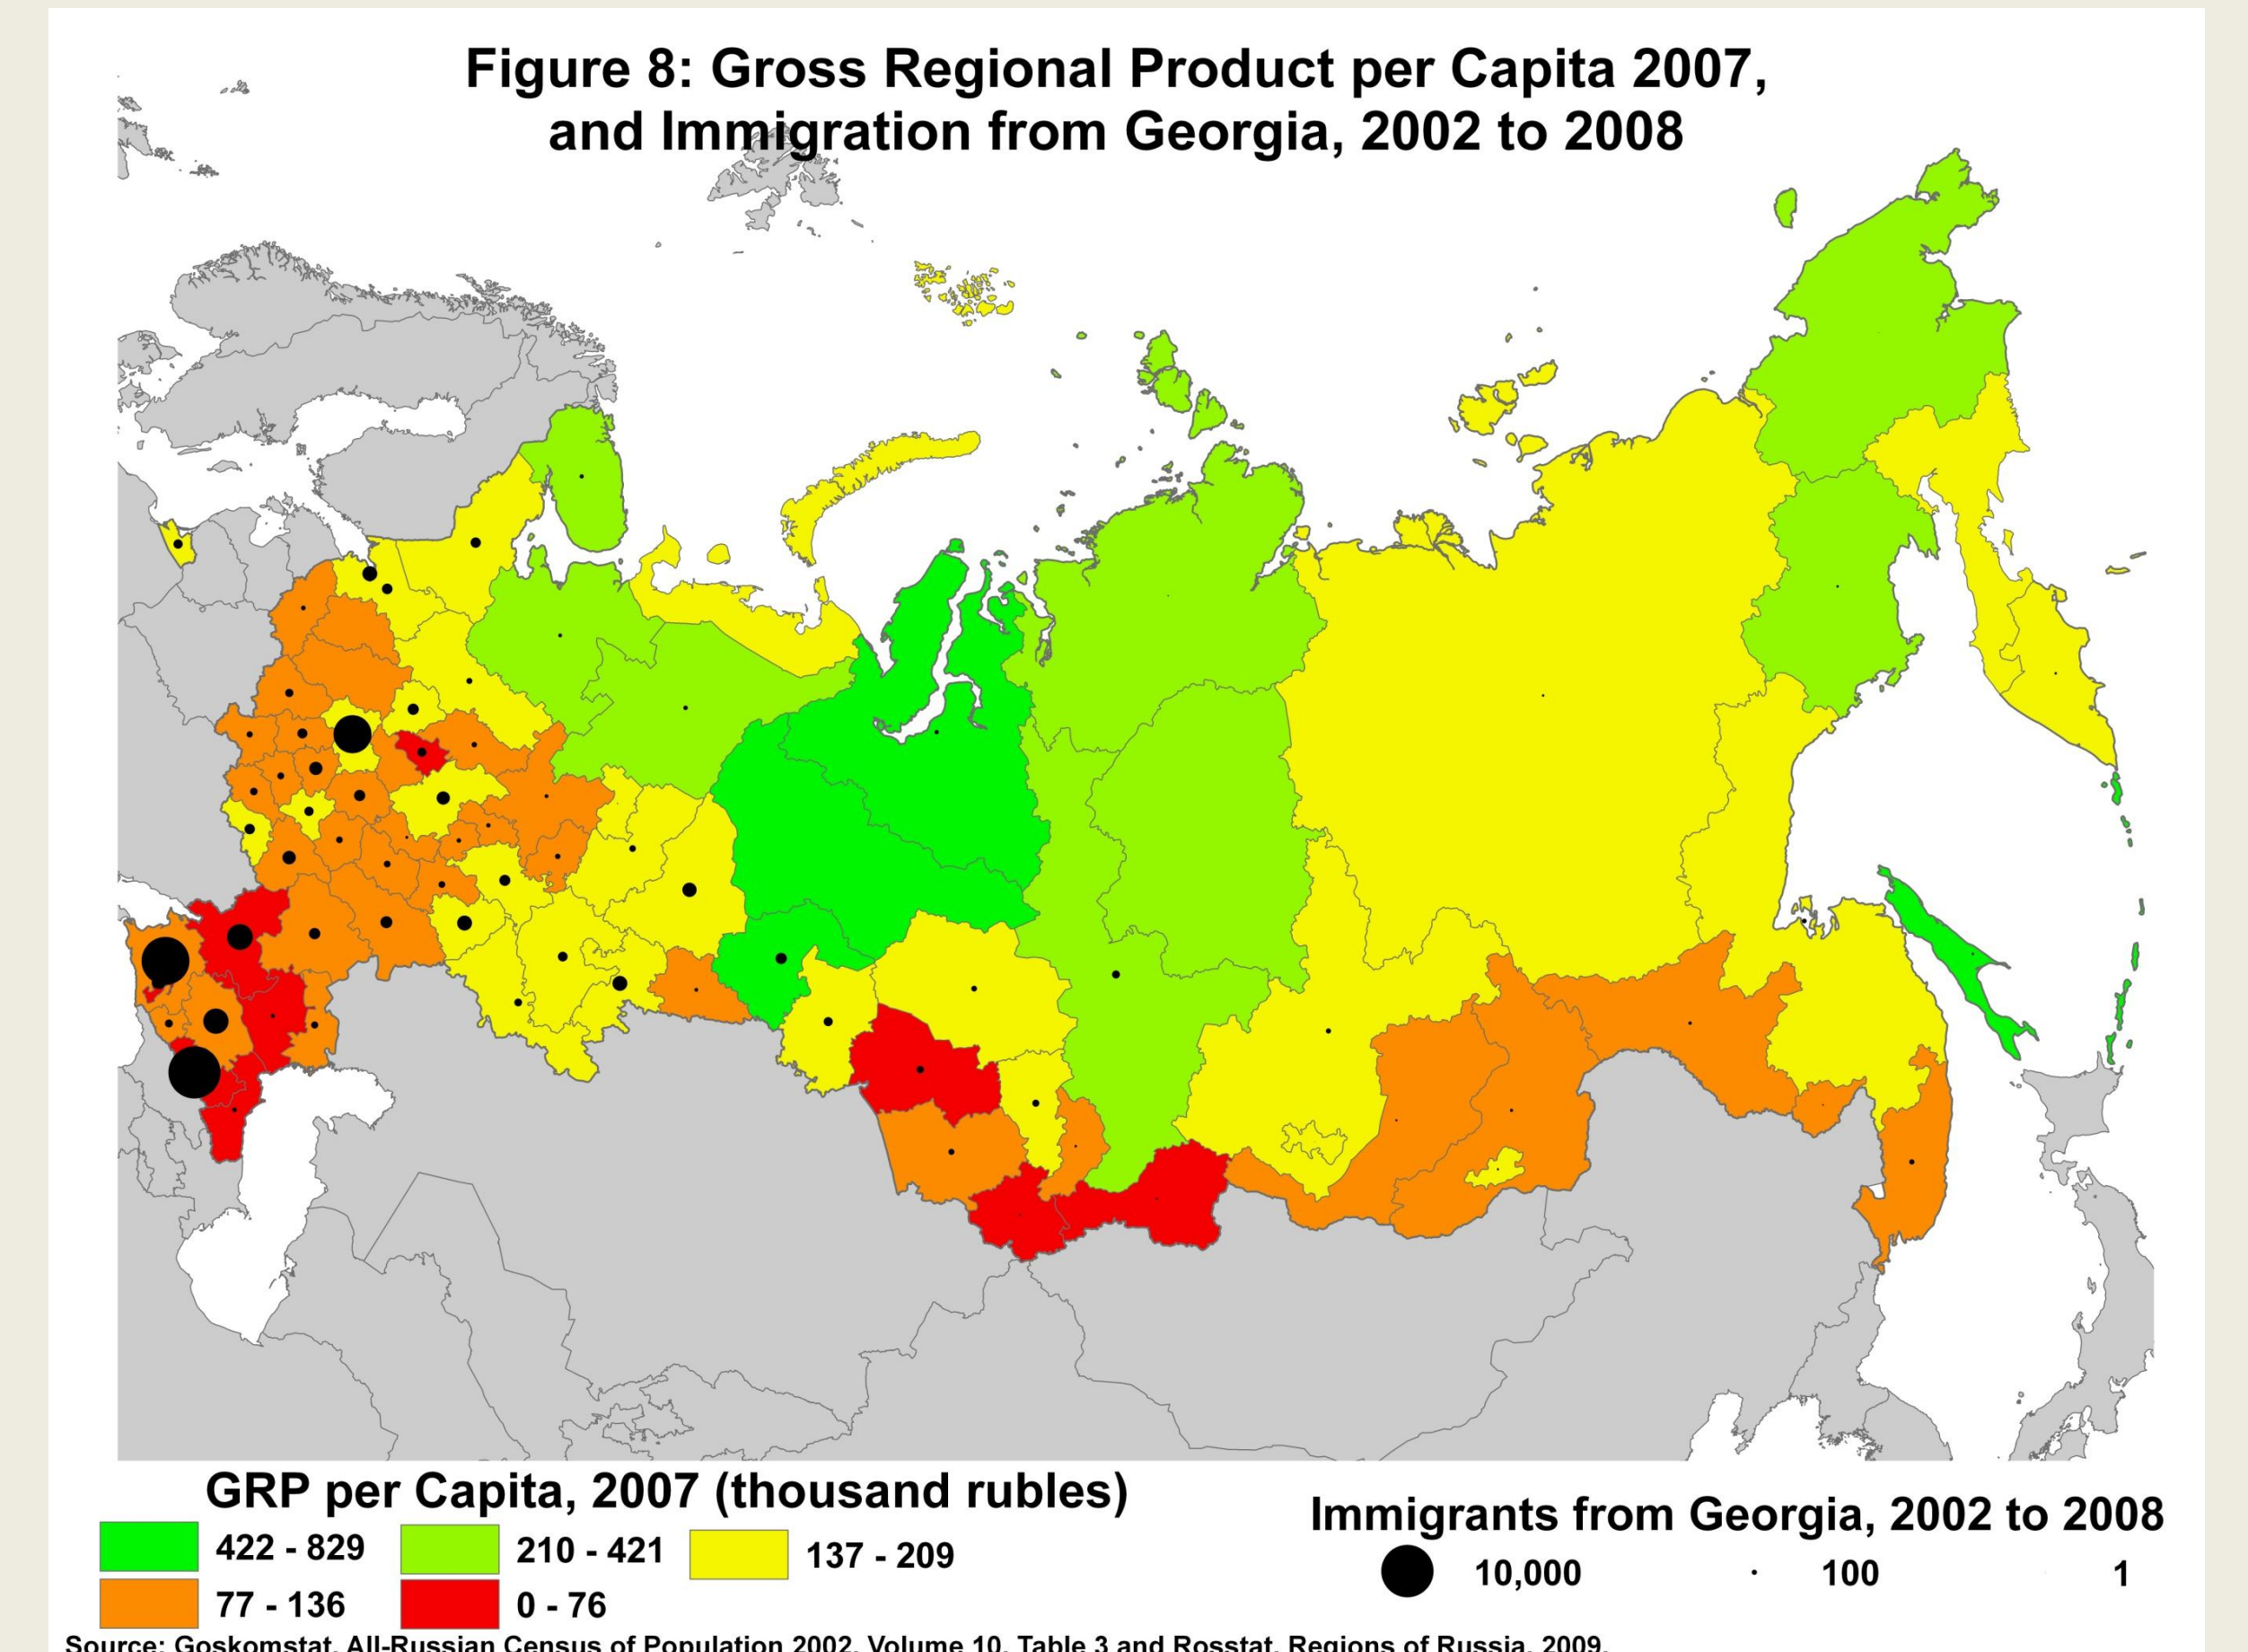 Figure 8: Gross Regional Product per Capita 2007,
and Immigration from Georgia, 2002 to 2008
GRP per Capita, 2007 (thousand rubles)
422 - 829
210 - 421
137 - 209
77 - 136
0 - 76
Immigrants from Georgia, 2002 to 2008
10,000
100
1
Source: Goskomstat, All-Russian Census of Population 2002, Volume 10, Table 3 and Rosstat, Regions of Russia, 2009.